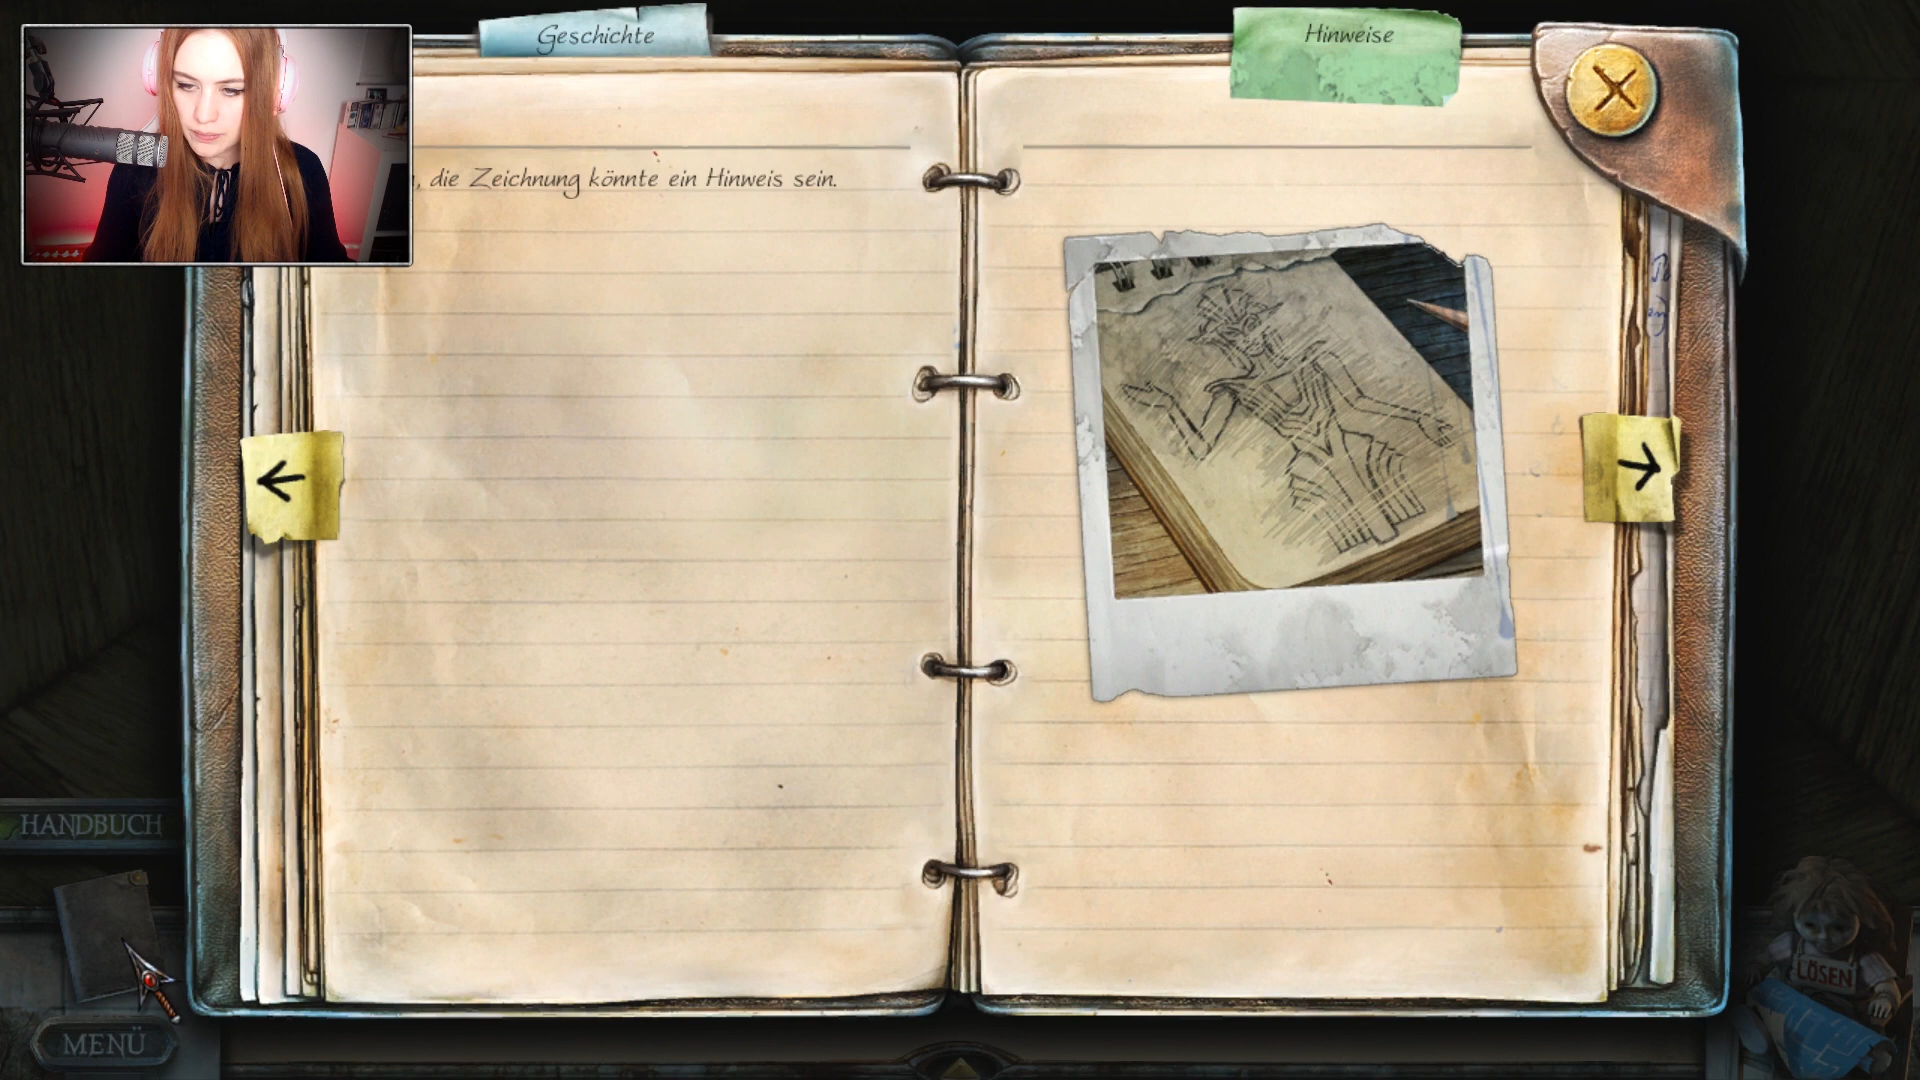 Geschichte
Hinweise
, die Zeichnung könnte ein Hinweis sein.
HANDBUCH
LÖSEN
MENÜ